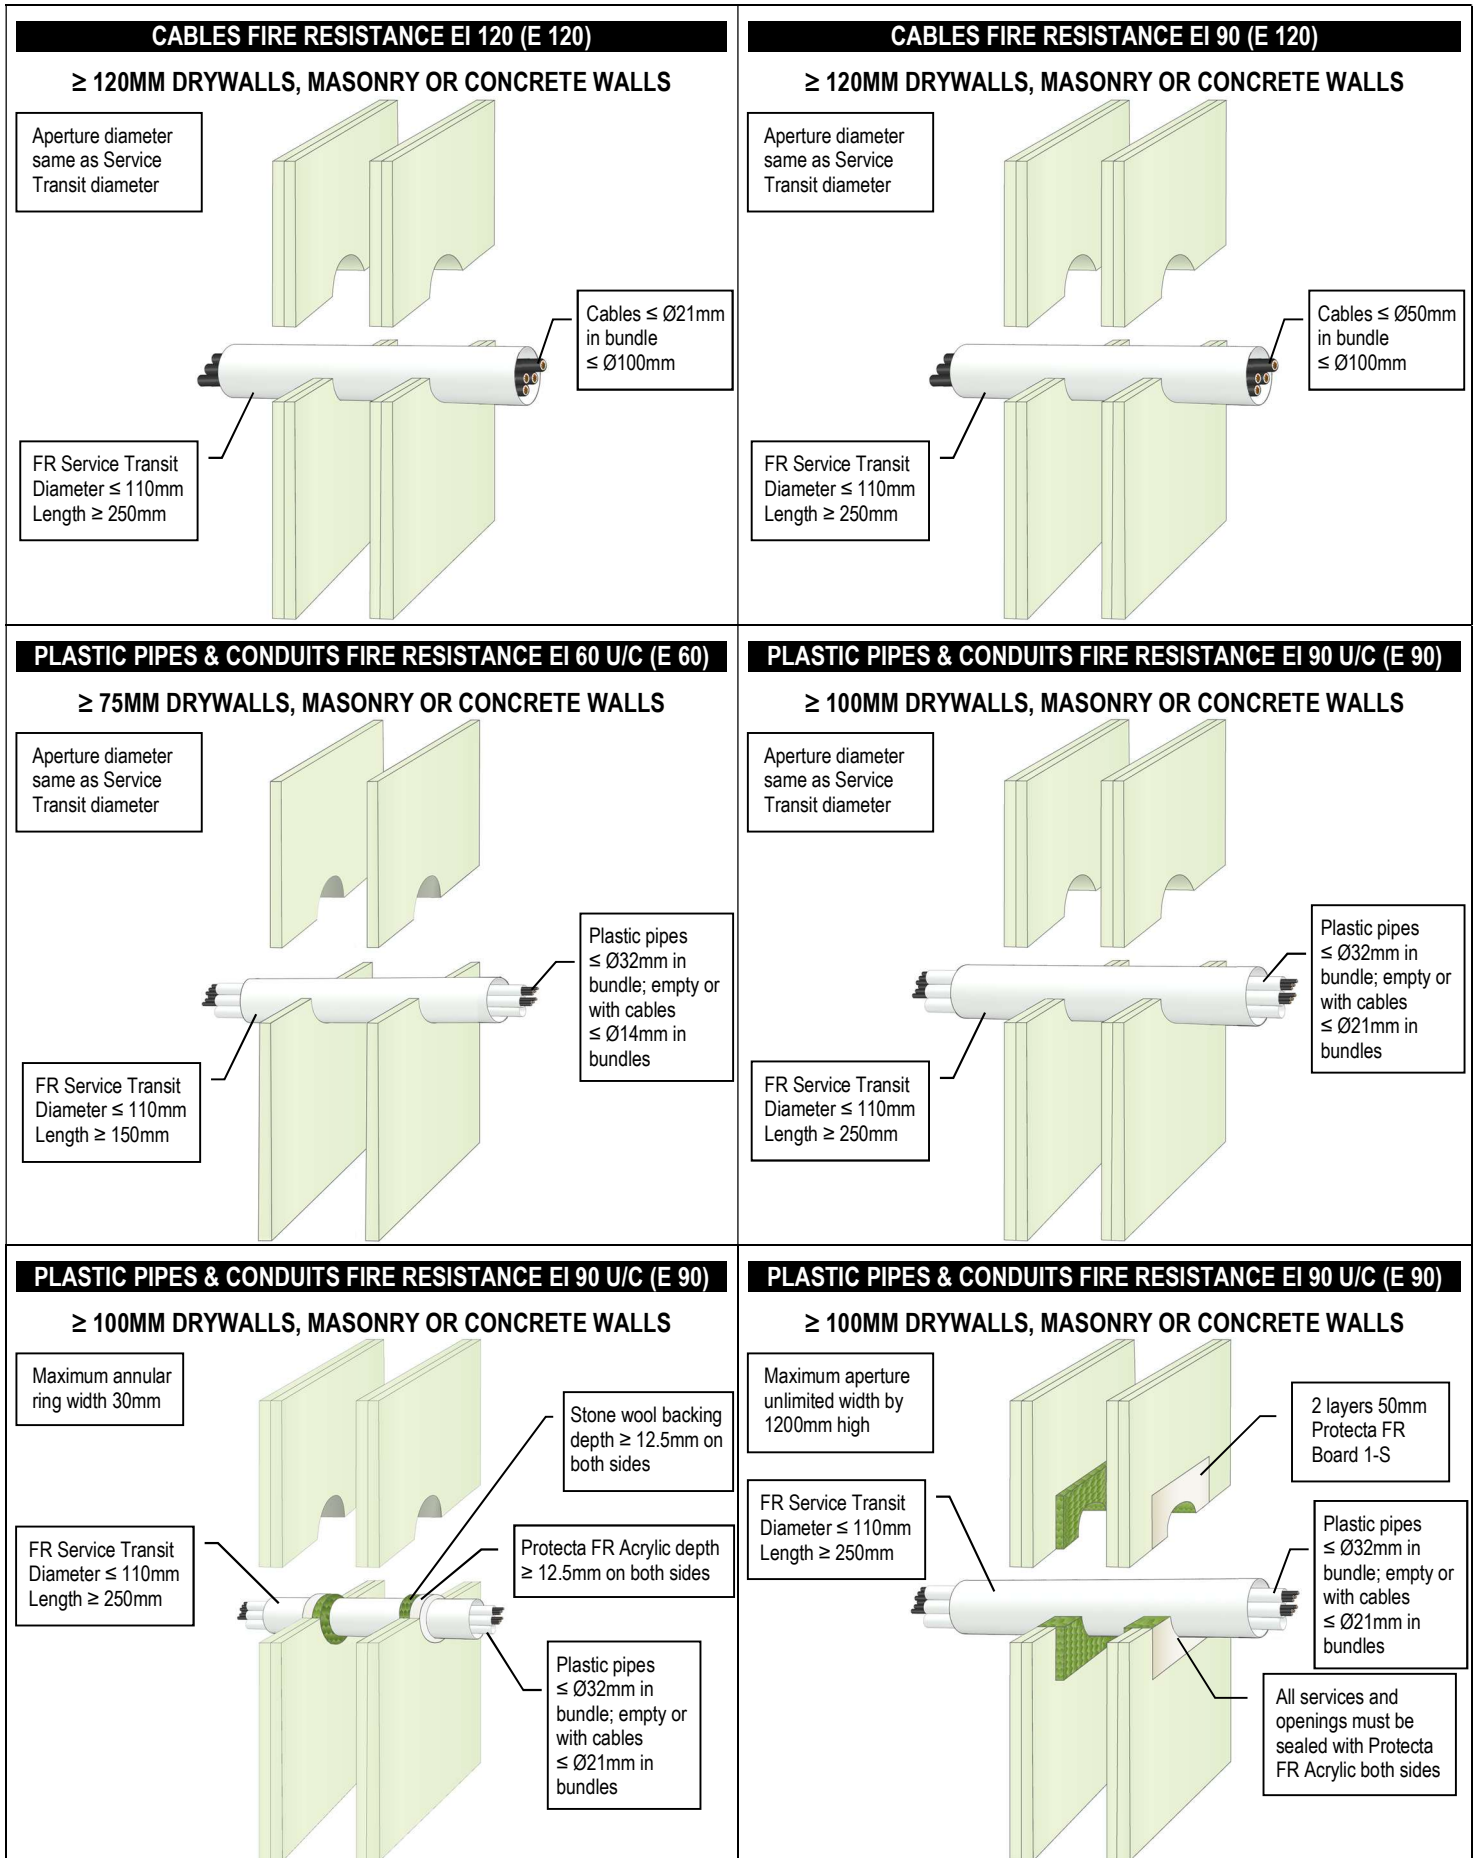 CABLES FIRE RESISTANCE EI 120 (E 120)
≥ 120MM DRYWALLS, MASONRY OR CONCRETE WALLS
Aperture diameter
same as Service
Transit diameter
Cables ≤ Ø21mm
in bundle
≤ Ø100mm
FR Service Transit
Diameter ≤ 110mm
Length ≥ 250mm
CABLES FIRE RESISTANCE EI 90 (E 120)
≥ 120MM DRYWALLS, MASONRY OR CONCRETE WALLS
Aperture diameter
same as Service
Transit diameter
Cables ≤ Ø50mm
in bundle
≤ Ø100mm
FR Service Transit
Diameter ≤ 110mm
Length ≥ 250mm
PLASTIC PIPES & CONDUITS FIRE RESISTANCE EI 60 U/C (E 60)
≥ 75MM DRYWALLS, MASONRY OR CONCRETE WALLS
Aperture diameter
same as Service
Transit diameter
Plastic pipes
≤ Ø32mm in
bundle; empty or
with cables
≤ Ø14mm in
bundles
FR Service Transit
Diameter ≤ 110mm
Length ≥ 150mm
PLASTIC PIPES & CONDUITS FIRE RESISTANCE EI 90 U/C (E 90)
≥ 100MM DRYWALLS, MASONRY OR CONCRETE WALLS
Aperture diameter
same as Service
Transit diameter
Plastic pipes
≤ Ø32mm in
bundle; empty or
with cables
≤ Ø21mm in
bundles
FR Service Transit
Diameter ≤ 110mm
Length ≥ 250mm
PLASTIC PIPES & CONDUITS FIRE RESISTANCE EI 90 U/C (E 90)
≥ 100MM DRYWALLS, MASONRY OR CONCRETE WALLS
Maximum annular
ring width 30mm
Stone wool backing
depth ≥ 12.5mm on
both sides
FR Service Transit
Diameter ≤ 110mm
Length ≥ 250mm
Protecta FR Acrylic depth
≥ 12.5mm on both sides
Plastic pipes
≤ Ø32mm in
bundle; empty or
with cables
≤ Ø21mm in
bundles
PLASTIC PIPES & CONDUITS FIRE RESISTANCE EI 90 U/C (E 90)
≥ 100MM DRYWALLS, MASONRY OR CONCRETE WALLS
Maximum aperture
unlimited width by
1200mm high
2 layers 50mm
Protecta FR
Board 1-S
FR Service Transit
Diameter ≤ 110mm
Length ≥ 250mm
Plastic pipes
≤ Ø32mm in
bundle; empty or
with cables
≤ Ø21mm in
bundles
All services and
openings must be
sealed with Protecta
FR Acrylic both sides